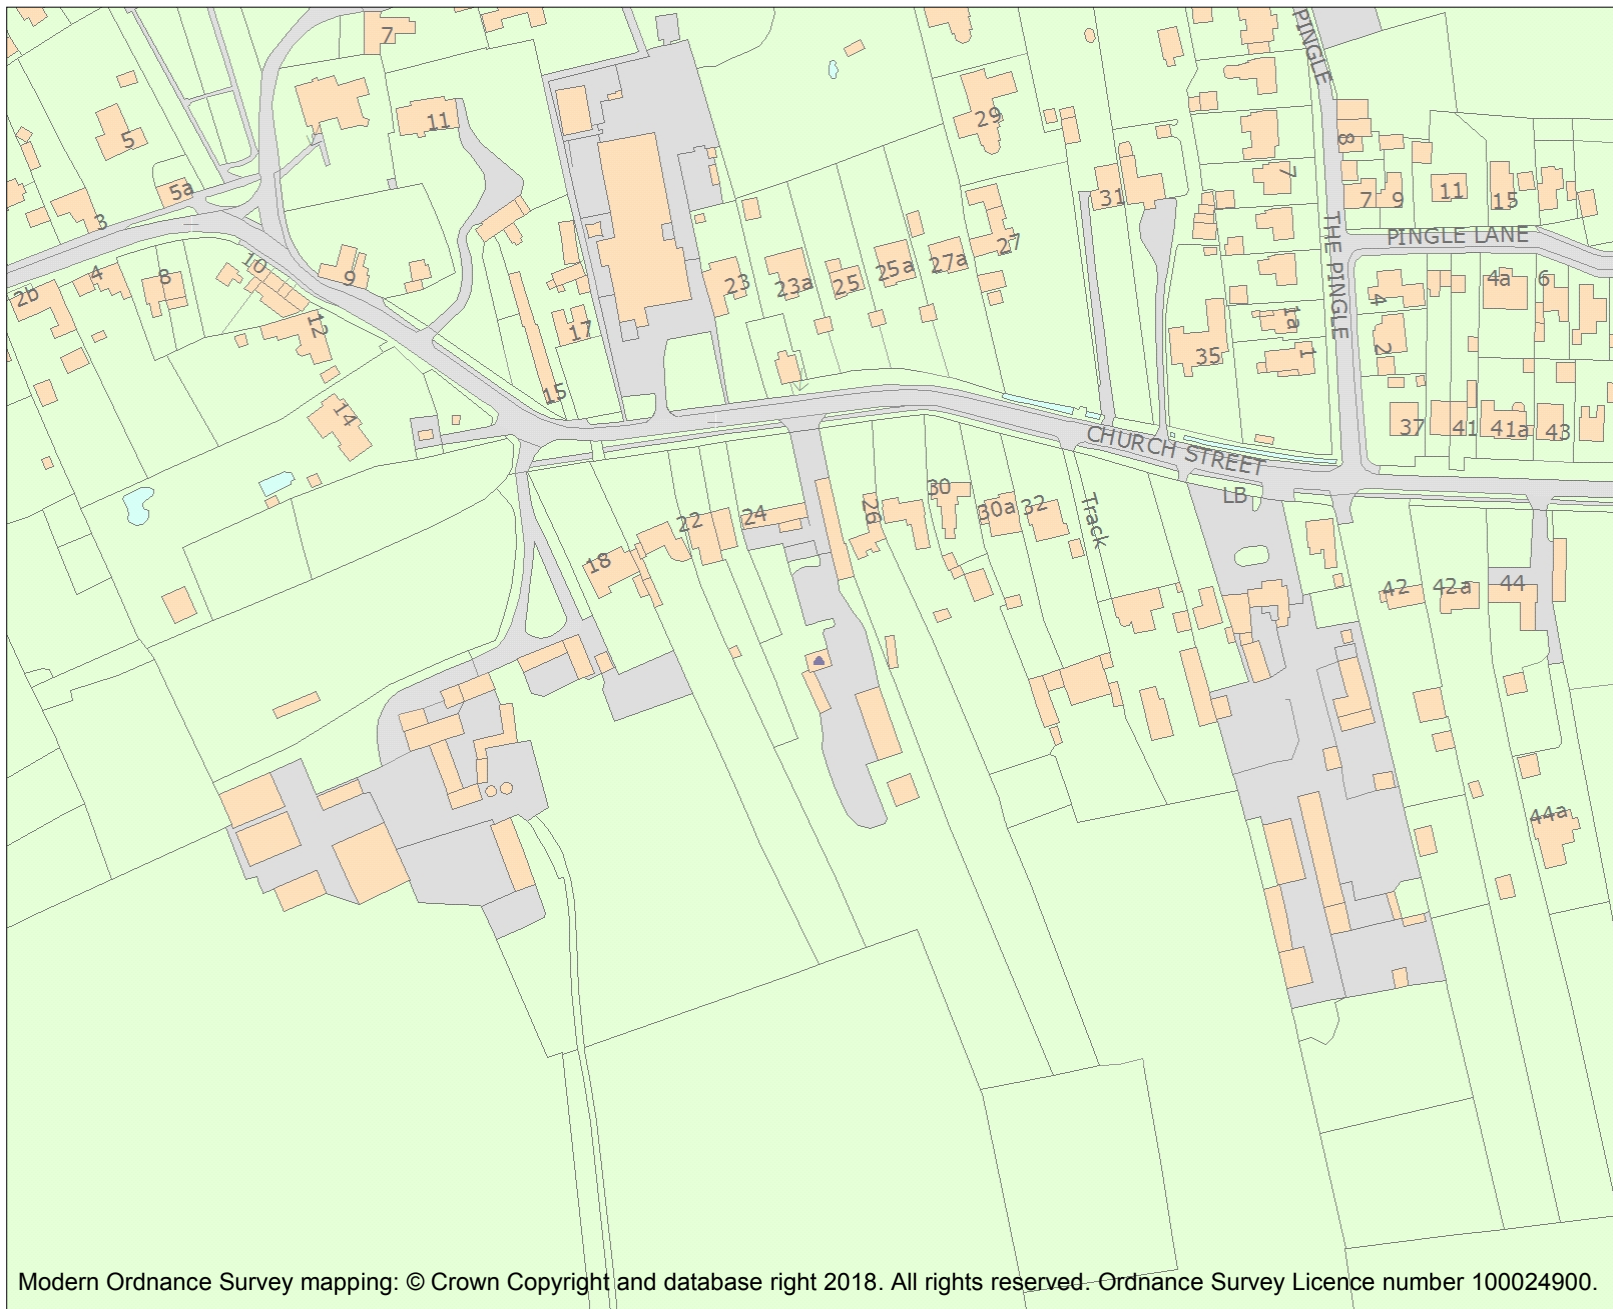 7
PINGLE
11
29
5
8
5a
31
7
3
7
9
11
15
THE PINGLE
PINGLE LANE
27
10
4
8
9
23
23a
25
25a
27a
2b
4
4a
6
12
17
1a
35
1
2
15
14
37
41
41a
43
CHURCH STREET
LB
30
26
30a
32
Track
22
24
18
42
42a
44
44a
Modern Ordnance Survey mapping: © Crown Copyright and database right 2018. All rights reserved. Ordnance Survey Licence number 100024900.